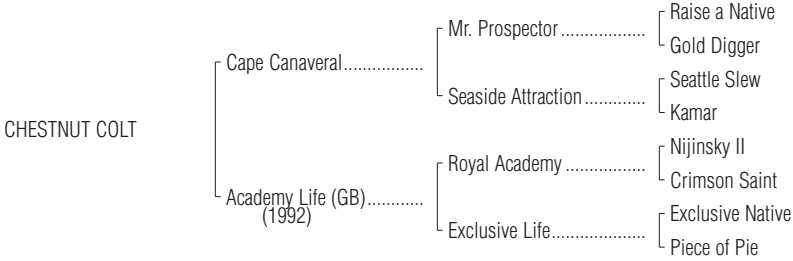 Raise a Native
Mr. Prospector..................
Gold Digger
Cape Canaveral.................
Seattle Slew
Seaside Attraction.............
Kamar
CHESTNUT COLT
Nijinsky II
Royal Academy .................
Crimson Saint
Academy Life (GB)............
(1992)
Exclusive Native
Exclusive Life....................
Piece of Pie